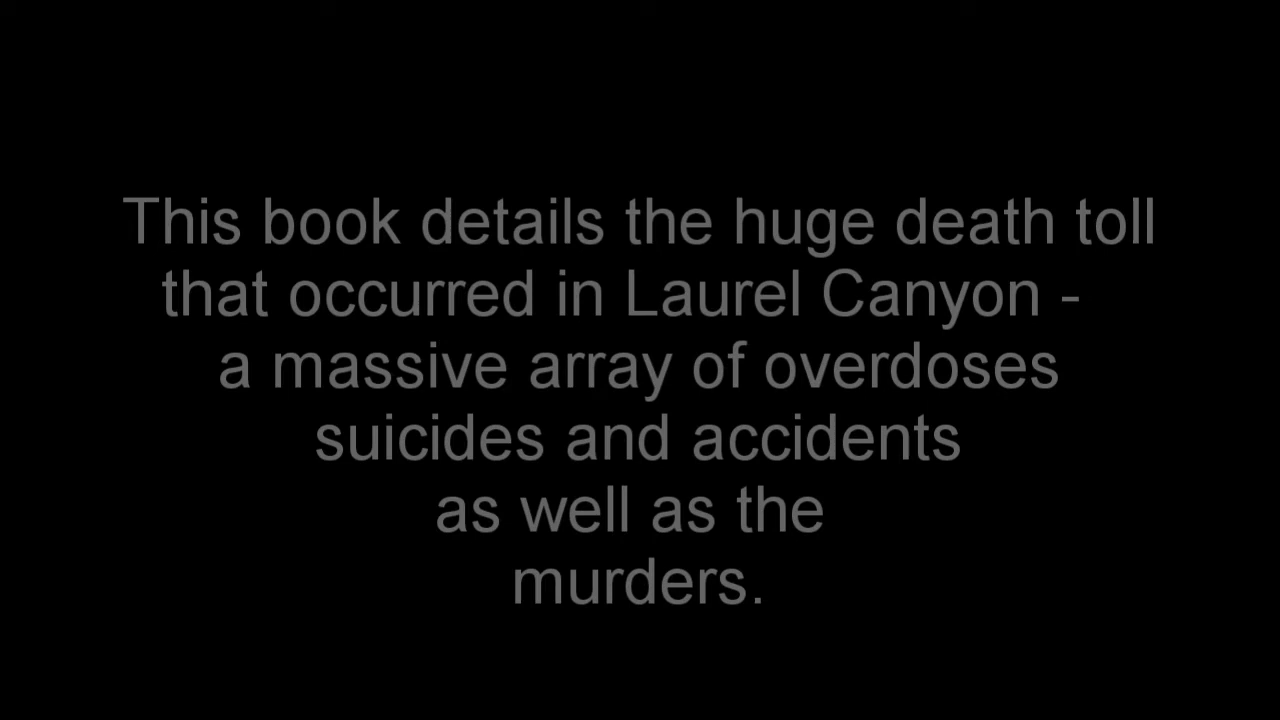 This book details the huge death toll
that occurred in Laurel Canyon -
a massive array of overdoses
suicides and accidents
as well as the
murders.